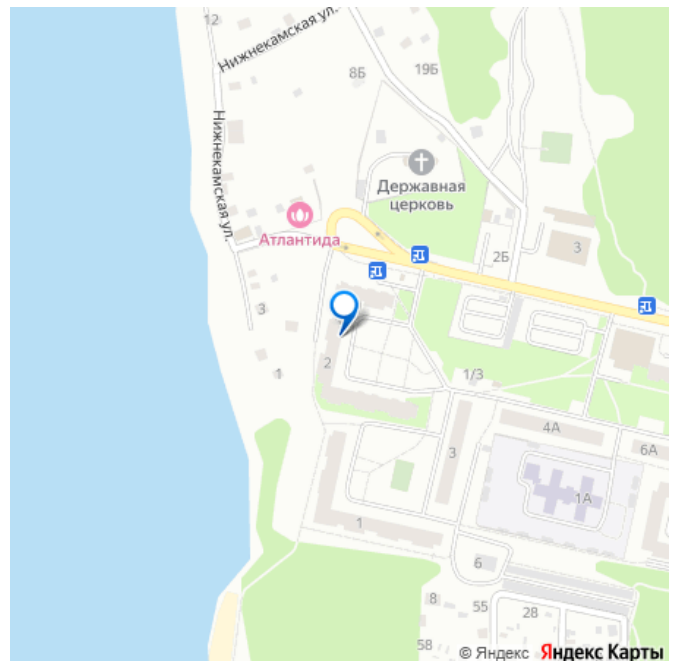 12
Нижнекамская ул.
8Б
19Б
Нижнекамская ул.
Державная
церковь
Атлантида
2Б
3
3
2
1
1/3
4А
6А
3
1А
1
6
8
55
28
58
© Яндекс Яндекс Карты